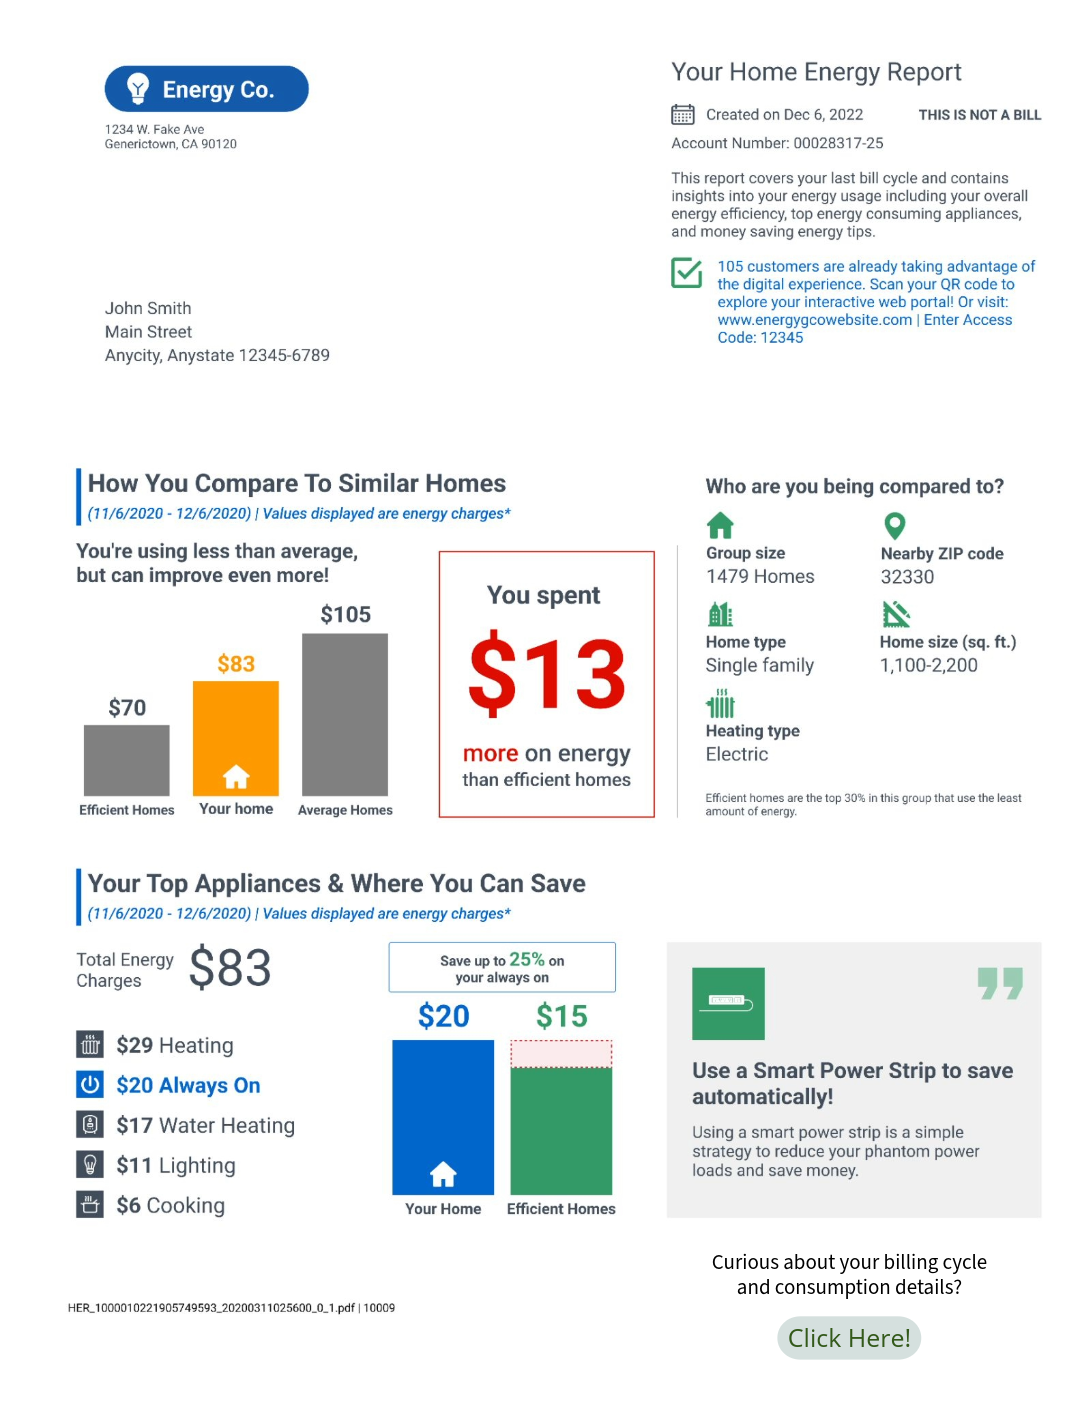 Energy Co.
1234 W. Fake Ave
Generictown, CA 90120
Your Home Energy Report
Created on Dec 6, 2022 THIS IS NOT A BILL
Account Number: 00028317-25
This report covers your last bill cycle and contains
insights into your energy usage including your overall
energy efficiency, top energy consuming appliances,
and money saving energy tips.
105 customers are already taking advantage of
the digital experience. Scan your QR code to
explore your interactive web portal! Or visit:
www.energygcowebsite.com | Enter Access
Code: 12345
John Smith
Main Street
Anycity, Anystate 12345-6789
How You Compare To Similar Homes
(11/6/2020 - 12/6/2020) | Values displayed are energy charges*
You're using less than average,
but can improve even more!
$70
$83
$105
Efficient Homes
Your home
Average Homes
You spent
$13
more on energy
than efficient homes
Who are you being compared to?
Group size
1479 Homes
Nearby ZIP code
32330
Home type
Single family
Home size (sq. ft.)
1,100-2,200
Heating type
Electric
Efficient homes are the top 30% in this group that use the least
amount of energy.
Your Top Appliances & Where You Can Save
(11/6/2020 - 12/6/2020) | Values displayed are energy charges*
Total Energy
Charges
$83
$29 Heating
$20 Always On
$17 Water Heating
$11 Lighting
$6 Cooking
Save up to 25% on
your always on
$20
$15
Your Home
Efficient Homes
Use a Smart Power Strip to save
automatically!
Using a smart power strip is a simple
strategy to reduce your phantom power
loads and save money.
Curious about your billing cycle
and consumption details?
Click Here!
HER_1000010221905749593_20200311025600_0_1.pdf | 10009